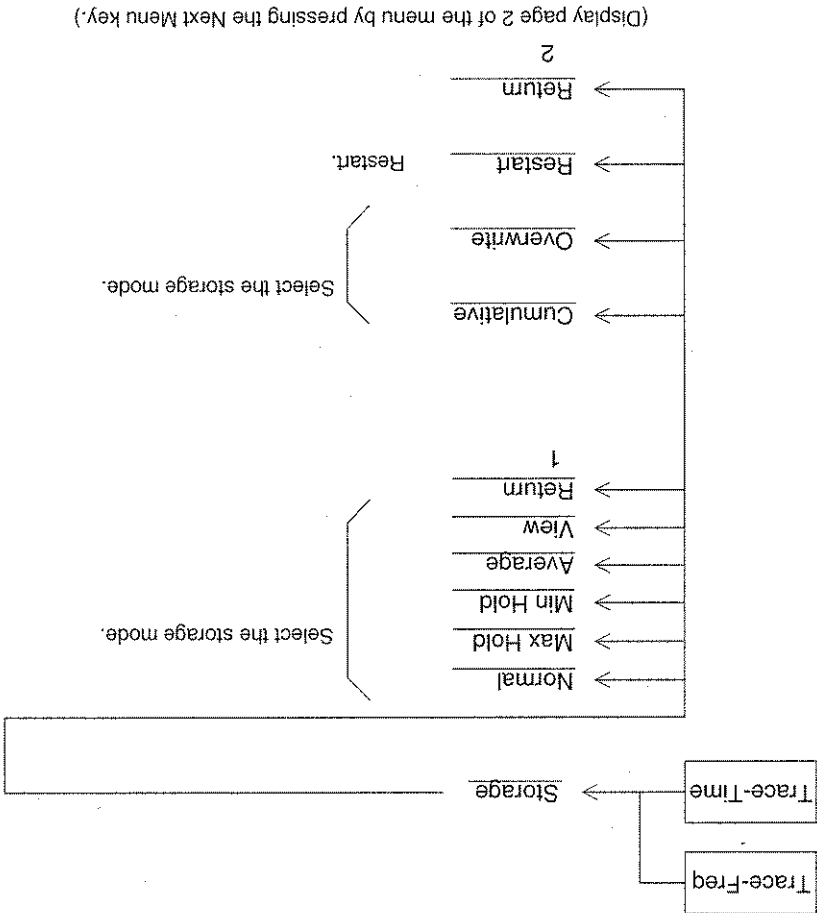 Trace-Freq
Trace-Time
Storage
Normal
Max Hold
Min Hold
Select the storage mode.
Average
View
Return
1
Cumulative
Select the storage mode.
Overwrite
Restart Restart.
Return
2
(Display page 2 of the menu by pressing the Next Menu key.)